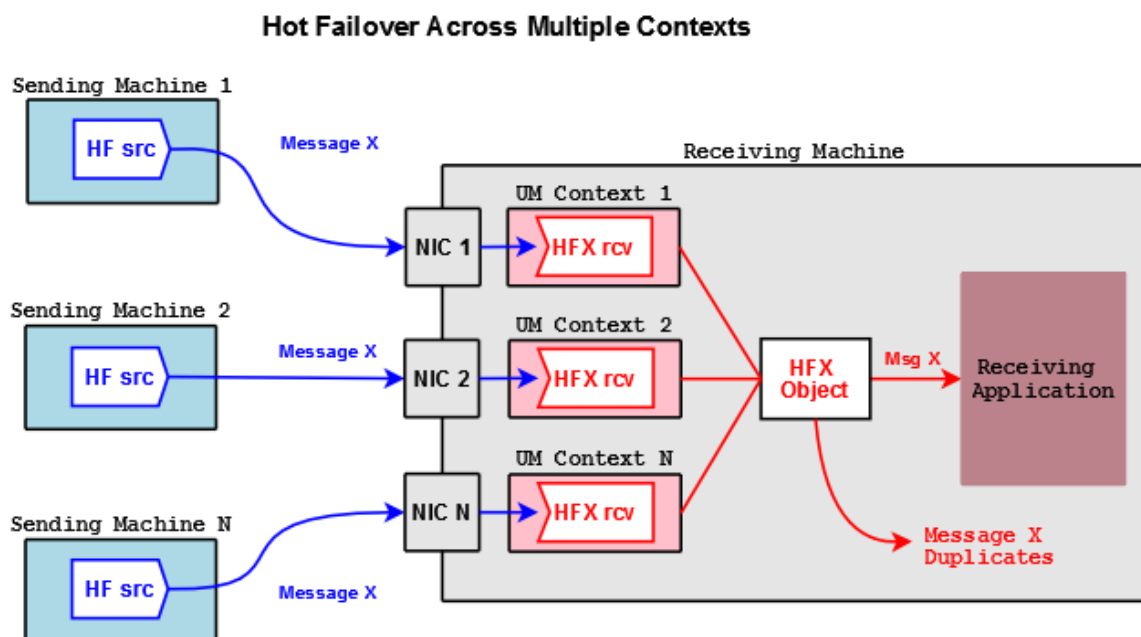 Hot Failover Across Multiple Contexts
Sending Machine 1
HF src
Message X
Receiving Machine
UM Context 1
NIC 1
HFX rcv
Sending Machine 2
HF src
Message X
UM Context 2
NIC 2
HFX rcv
HFX
Object
Msg X
Receiving
Application
UM Context N
NIC N
HFX rcv
Sending Machine N
HF src
Message X
Message X
Duplicates